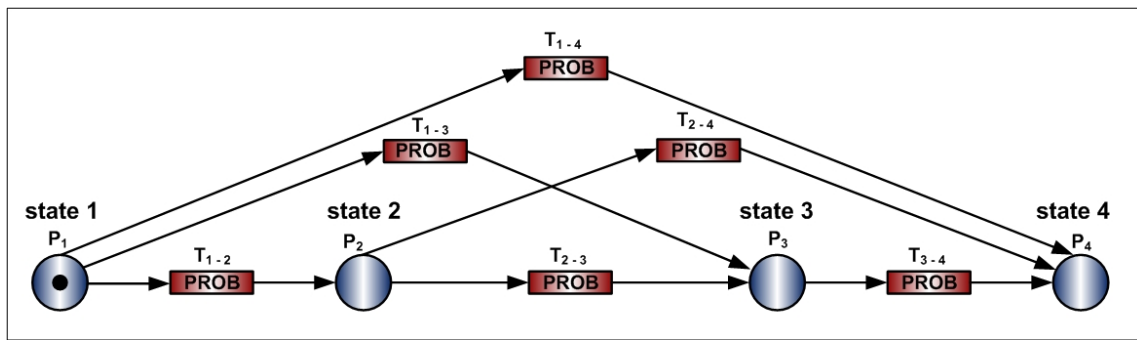 T1-4
PROB
T1-3
PROB
T2-4
PROB
state 1
state 2
state 3
state 4
P1
P2
P3
P4
T1-2
PROB
T2-3
PROB
T3-4
PROB